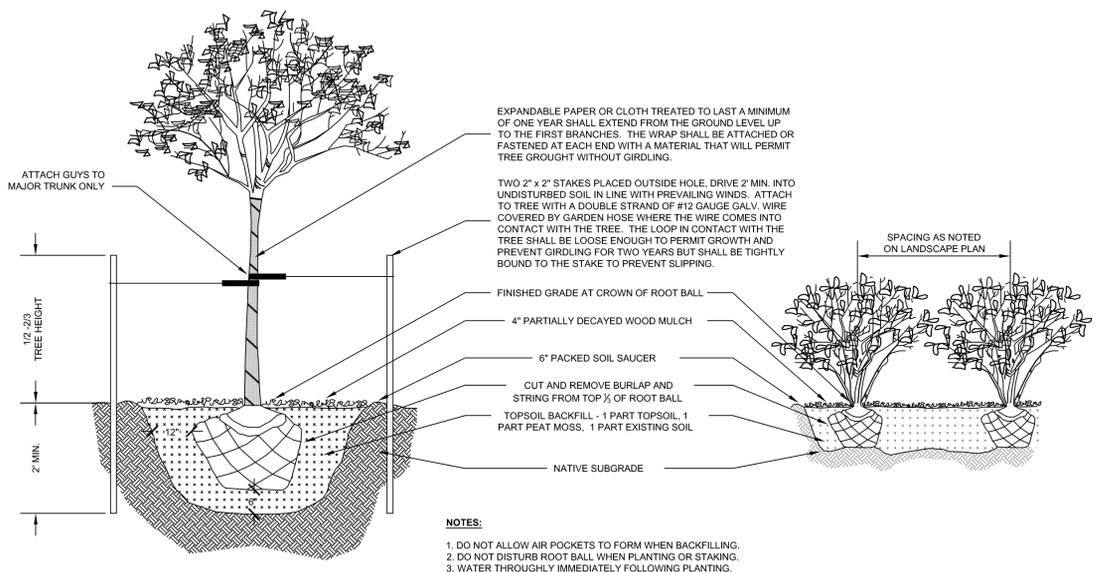 EXPANDABLE PAPER OR CLOTH TREATED TO LAST A MINIMUM
OF ONE YEAR SHALL EXTEND FROM THE GROUND LEVEL UP
TO THE FIRST BRANCHES. THE WRAP SHALL BE ATTACHED OR
FASTENED AT EACH END WITH A MATERIAL THAT WILL PERMIT
TREE GROUGHT WITHOUT GIRDLING.
ATTACH GUYS TO
MAJOR TRUNK ONLY
TWO 2" x 2" STAKES PLACED OUTSIDE HOLE, DRIVE 2' MIN. INTO
UNDISTURBED SOIL IN LINE WITH PREVAILING WINDS. ATTACH
TO TREE WITH A DOUBLE STRAND OF #12 GAUGE GALV. WIRE
COVERED BY GARDEN HOSE WHERE THE WIRE COMES INTO
CONTACT WITH THE TREE. THE LOOP IN CONTACT WITH THE
TREE SHALL BE LOOSE ENOUGH TO PERMIT GROWTH AND
PREVENT GIRDLING FOR TWO YEARS BUT SHALL BE TIGHTLY
BOUND TO THE STAKE TO PREVENT SLIPPING.
SPACING AS NOTED
ON LANDSCAPE PLAN
1/2 -2/3
TREE HEIGHT
FINISHED GRADE AT CROWN OF ROOT BALL
4" PARTIALLY DECAYED WOOD MULCH
6" PACKED SOIL SAUCER
CUT AND REMOVE BURLAP AND
STRING FROM TOP ⅓ OF ROOT BALL
TOPSOIL BACKFILL - 1 PART TOPSOIL, 1
PART PEAT MOSS, 1 PART EXISTING SOIL
12"
2' MIN.
NATIVE SUBGRADE
6"
NOTES:
1. DO NOT ALLOW AIR POCKETS TO FORM WHEN BACKFILLING.
2. DO NOT DISTURB ROOT BALL WHEN PLANTING OR STAKING.
3. WATER THROUGHLY IMMEDIATELY FOLLOWING PLANTING.